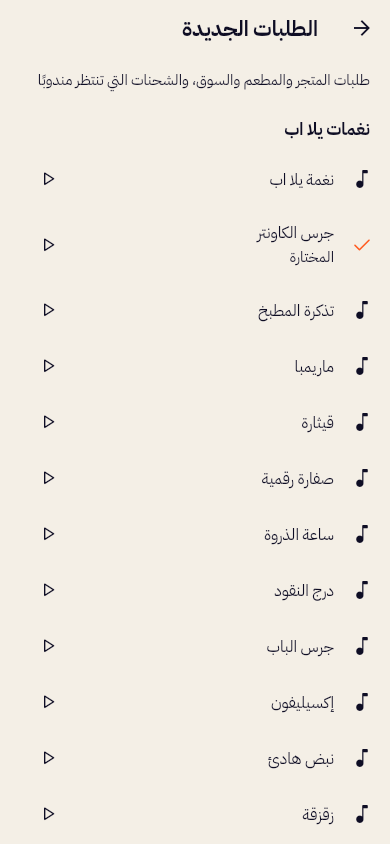 الطلبات الجديدة
طلبات المتجر والمطعم والسوق، والشحنات التي تنتظر مندوبًا
نغمات يلا اب
نغمة يلا اب
جرس الكاونتر
المختارة
تذكرة المطبخ
ماريمبا
قيثارة
صفارة رقمية
ساعة الذروة
درج النقود
جرس الباب
إكسيليفون
نبض هادئ
زقزقة